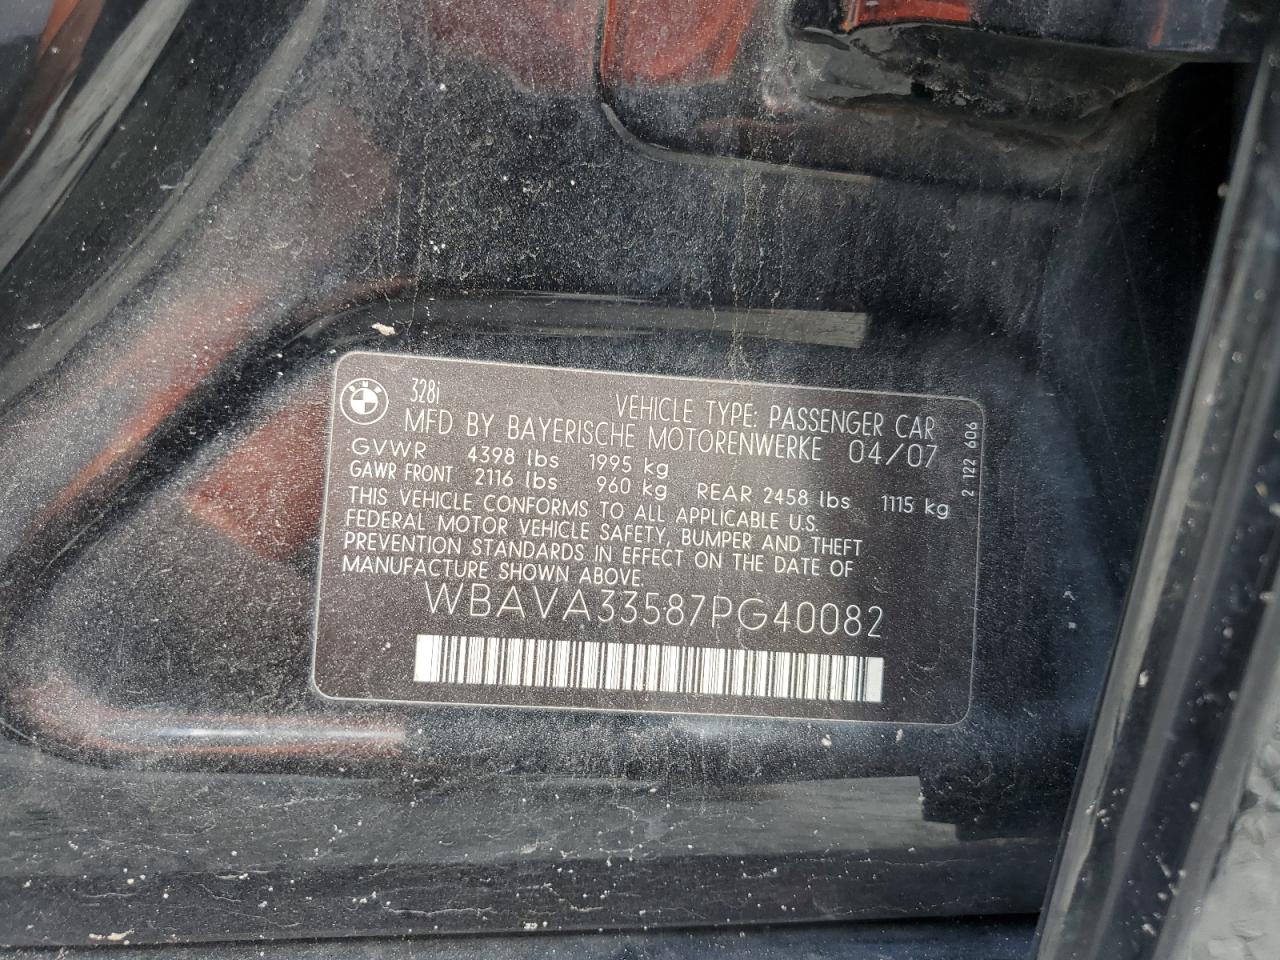 BMW
328i VEHICLE TYPE: PASSENGER CAR
MFD BY BAYERISCHE MOTORENWERKE 04/07
GVWR 4398 lbs 1995 kg
GAWR FRONT 2116 lbs 960 kg REAR 2458 lbs 1115 kg
THIS VEHICLE CONFORMS TO ALL APPLICABLE U.S.
FEDERAL MOTOR VEHICLE SAFETY, BUMPER AND THEFT
PREVENTION STANDARDS IN EFFECT ON THE DATE OF
MANUFACTURE SHOWN ABOVE.
WBAVA33587PG40082
2 122 606